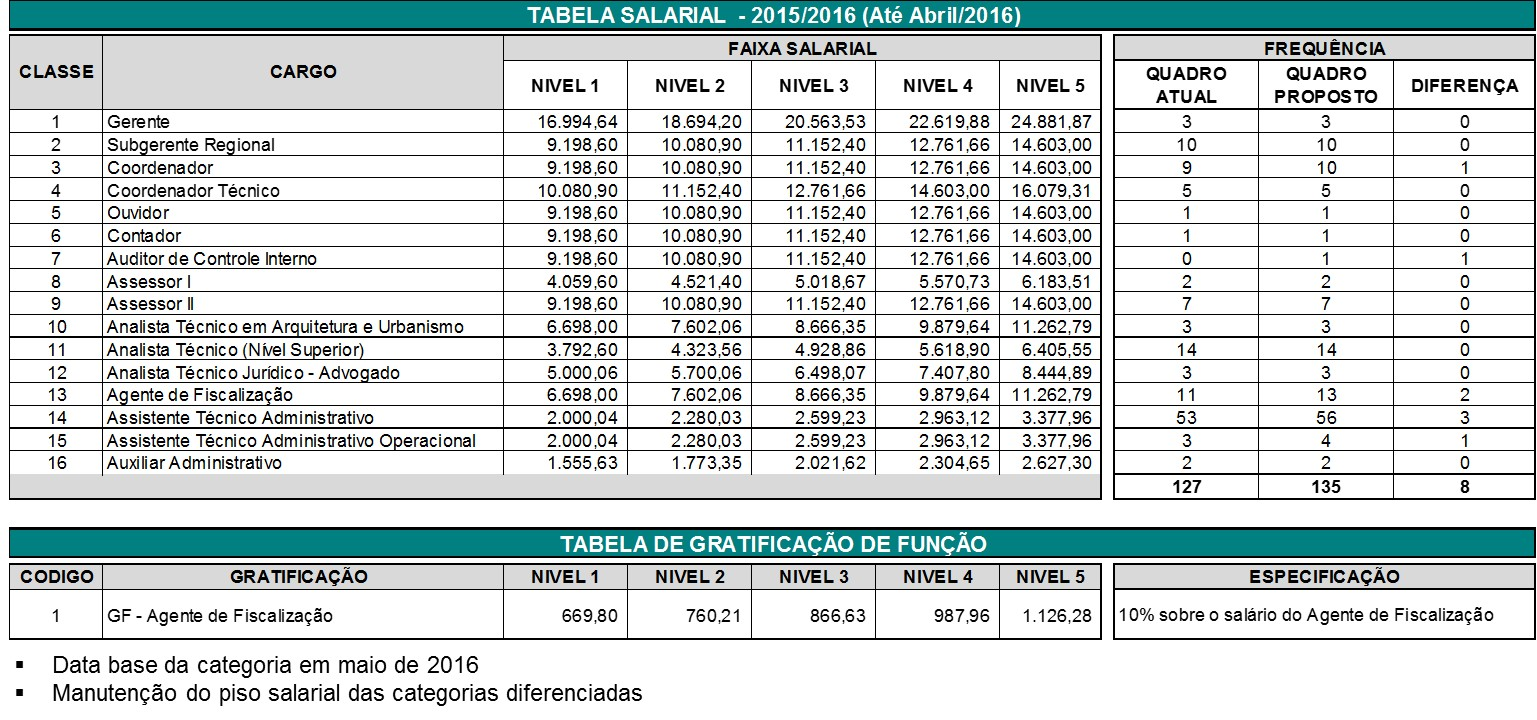 TABELA SALARIAL - 2015/2016 (Até Abril/2016)
FAIXA SALARIAL FREQUÊNCIA
CLASSE CARGO NIVEL 1 NIVEL 2 NIVEL 3 NIVEL 4 NIVEL 5 QUADRO ATUAL QUADRO PROPOSTO DIFERENÇA
1 Gerente 16.994,64 18.694,20 20.563,53 22.619,88 24.881,87 3 3 0
2 Subgerente Regional 9.198,60 10.080,90 11.152,40 12.761,66 14.603,00 10 10 0
3 Coordenador 9.198,60 10.080,90 11.152,40 12.761,66 14.603,00 9 10 1
4 Coordenador Técnico 10.080,90 11.152,40 12.761,66 14.603,00 16.079,31 5 5 0
5 Ouvidor 9.198,60 10.080,90 11.152,40 12.761,66 14.603,00 1 1 0
6 Contador 9.198,60 10.080,90 11.152,40 12.761,66 14.603,00 1 1 0
7 Auditor de Controle Interno 9.198,60 10.080,90 11.152,40 12.761,66 14.603,00 0 1 1
8 Assessor I 4.059,60 4.521,40 5.018,67 5.570,73 6.183,51 2 2 0
9 Assessor II 9.198,60 10.080,90 11.152,40 12.761,66 14.603,00 7 7 0
10 Analista Técnico em Arquitetura e Urbanismo 6.698,00 7.602,06 8.666,35 9.879,64 11.262,79 3 3 0
11 Analista Técnico (Nível Superior) 3.792,60 4.323,56 4.928,86 5.618,90 6.405,55 14 14 0
12 Analista Técnico Jurídico - Advogado 5.000,06 5.700,06 6.498,07 7.407,80 8.444,89 3 3 0
13 Agente de Fiscalização 6.698,00 7.602,06 8.666,35 9.879,64 11.262,79 11 13 2
14 Assistente Técnico Administrativo 2.000,04 2.280,03 2.599,23 2.963,12 3.377,96 53 56 3
15 Assistente Técnico Administrativo Operacional 2.000,04 2.280,03 2.599,23 2.963,12 3.377,96 3 4 1
16 Auxiliar Administrativo 1.555,63 1.773,35 2.021,62 2.304,65 2.627,30 2 2 0
127 135 8
TABELA DE GRATIFICAÇÃO DE FUNÇÃO
CODIGO GRATIFICAÇÃO NIVEL 1 NIVEL 2 NIVEL 3 NIVEL 4 NIVEL 5 ESPECIFICAÇÃO
1 GF - Agente de Fiscalização 669,80 760,21 866,63 987,96 1.126,28 10% sobre o salário do Agente de Fiscalização
▪ Data base da categoria em maio de 2016
▪ Manutenção do piso salarial das categorias diferenciadas